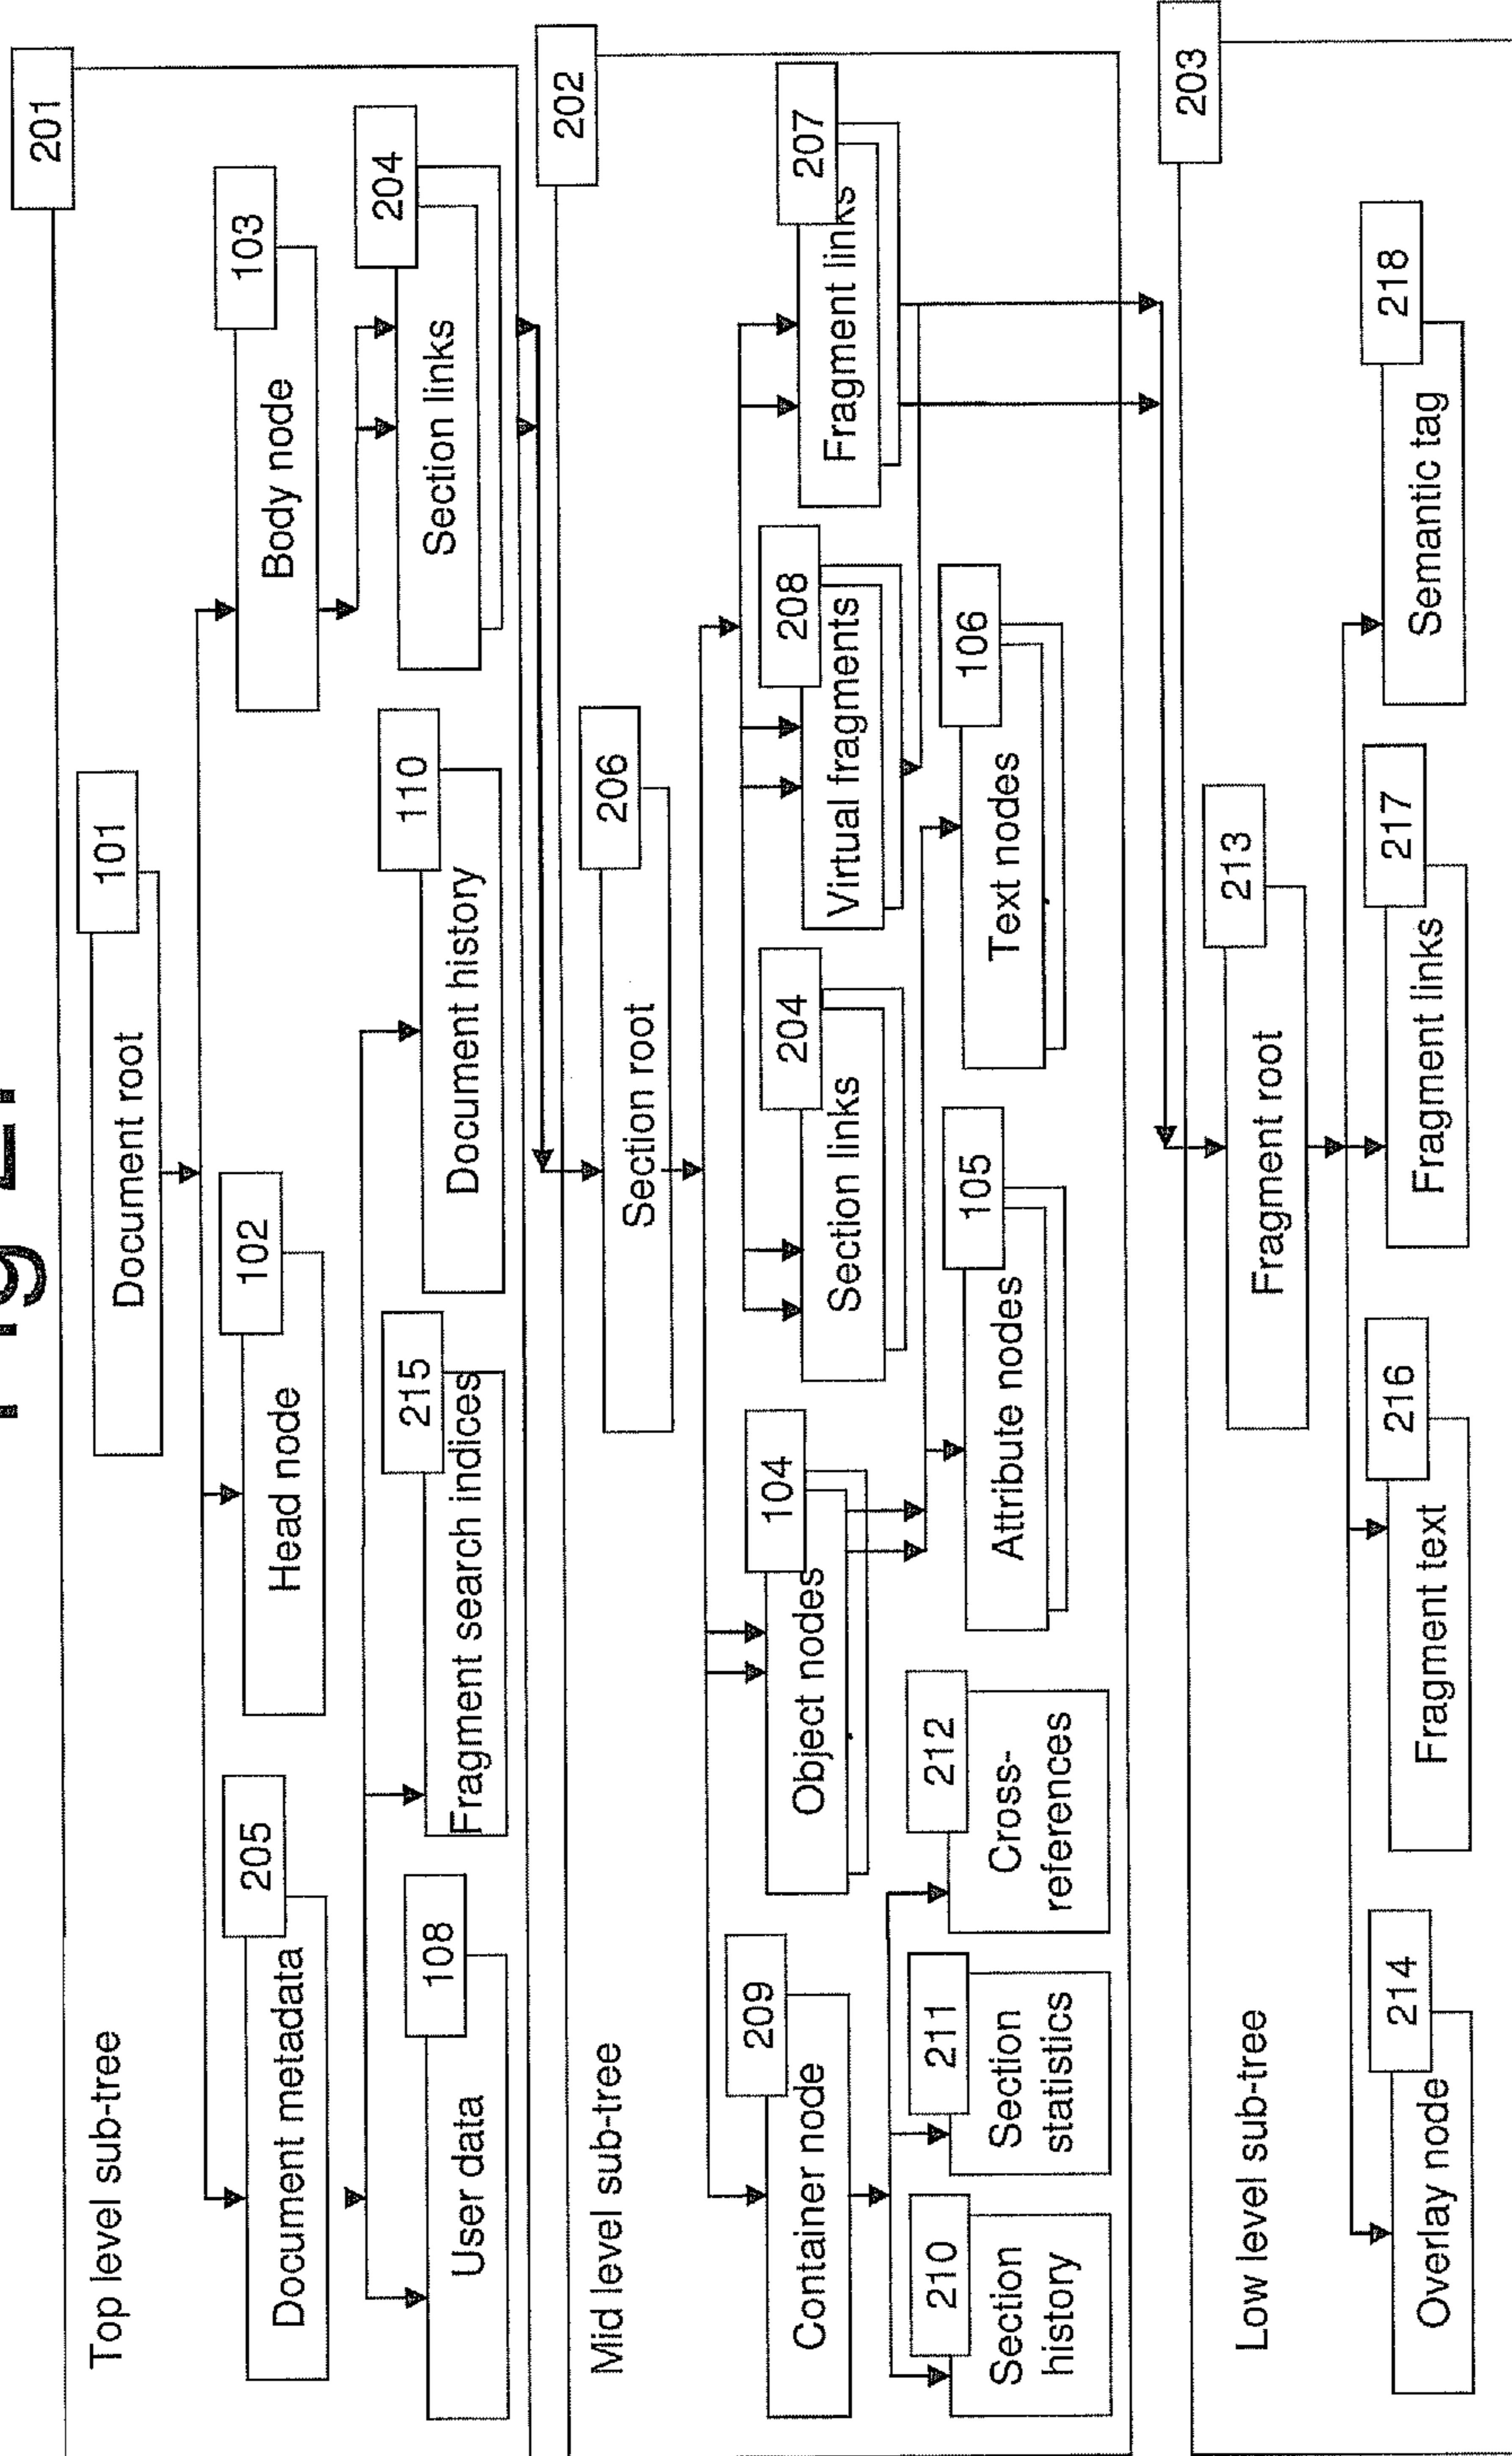 201
Top level sub-tree
101
Document root
205
Document metadata
102
Head node
103
Body node
108
User data
215
Fragment search indices
110
Document history
204
Section links
202
Mid level sub-tree
206
Section root
209
Container node
104
Object nodes
204
Section links
208
Virtual fragments
207
Fragment links
210
Section
history
211
Section
statistics
212
Cross-
references
105
Attribute nodes
106
Text nodes
203
Low level sub-tree
213
Fragment root
214
Overlay node
216
Fragment text
217
Fragment links
218
Semantic tag